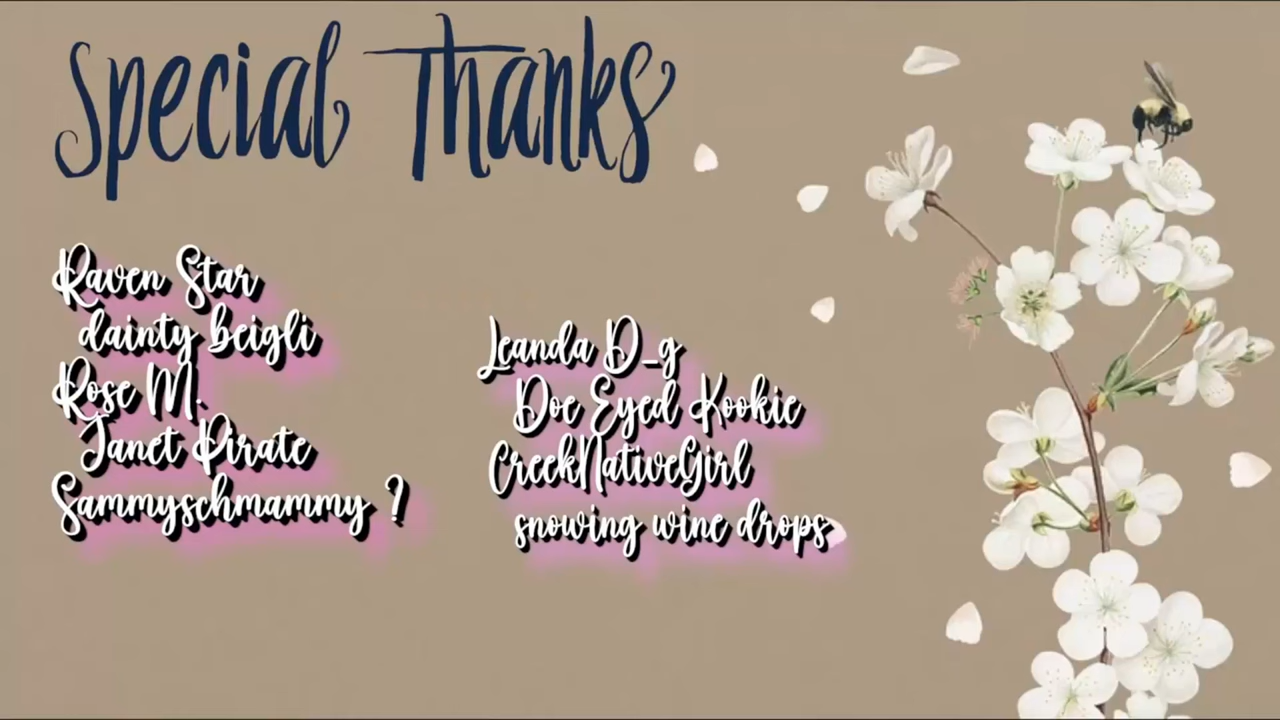 Special Thanks
Raven Star
dainty beigli
Rose M.
Janet Pirate
Sammyschmammy ?
Leanda D_g
Doe Eyed Kookie
CreekNativeGirl
snowing wine drops